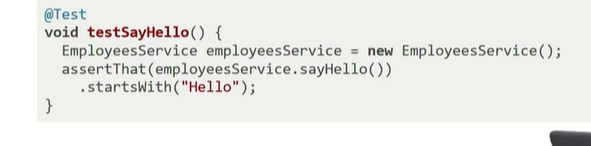 @Test
void testSayHello() {
  EmployeesService employeesService = new EmployeesService();
  assertThat(employeesService.sayHello())
    .startsWith("Hello");
}